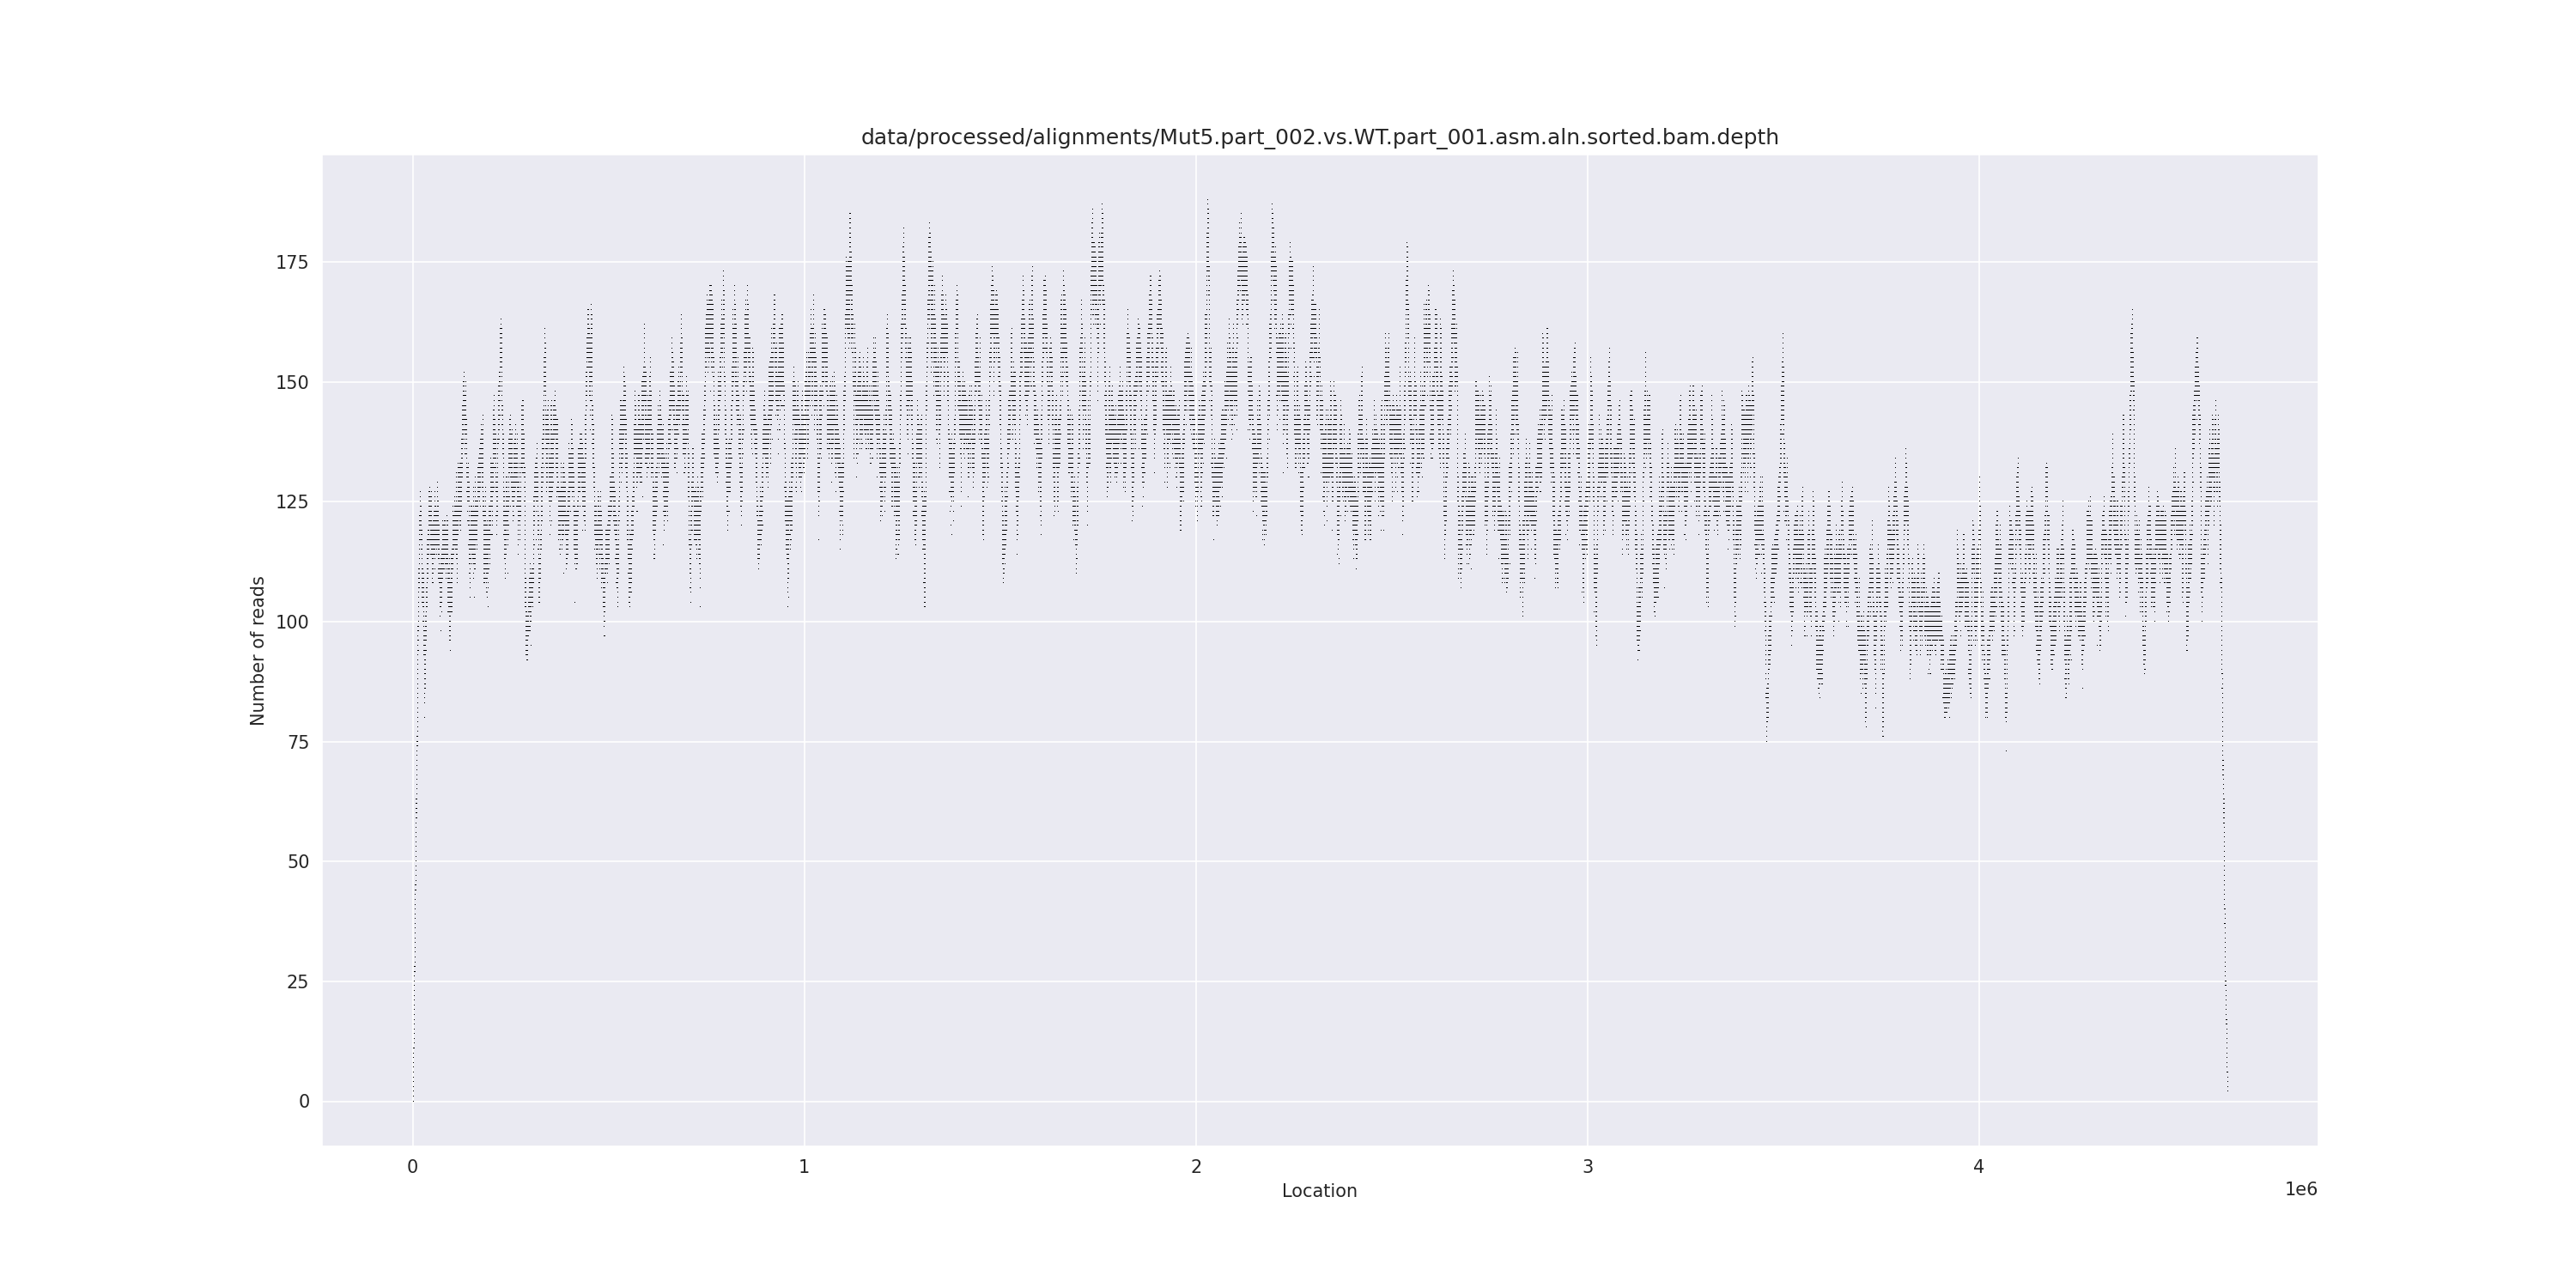 data/processed/alignments/Mut5.part_002.vs.WT.part_001.asm.aln.sorted.bam.depth
Number of reads
175
150
125
100
75
50
25
0
0 1 2 3 4
Location
1e6